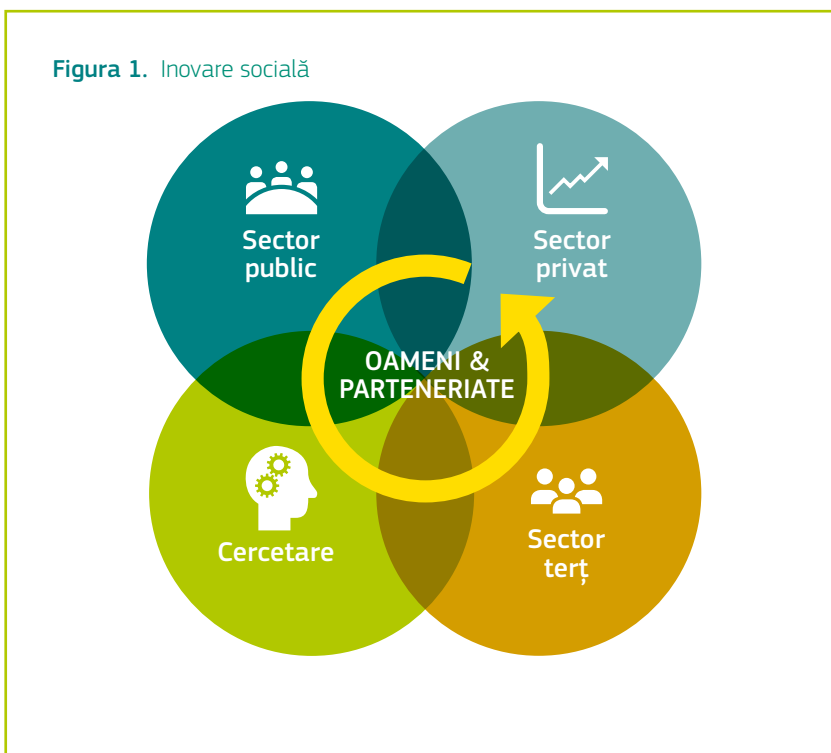 Figura 1. Inovare socială
Sector
public
Sector
privat
OAMENI &
PARTENERIATE
Cercetare
Sector
terț